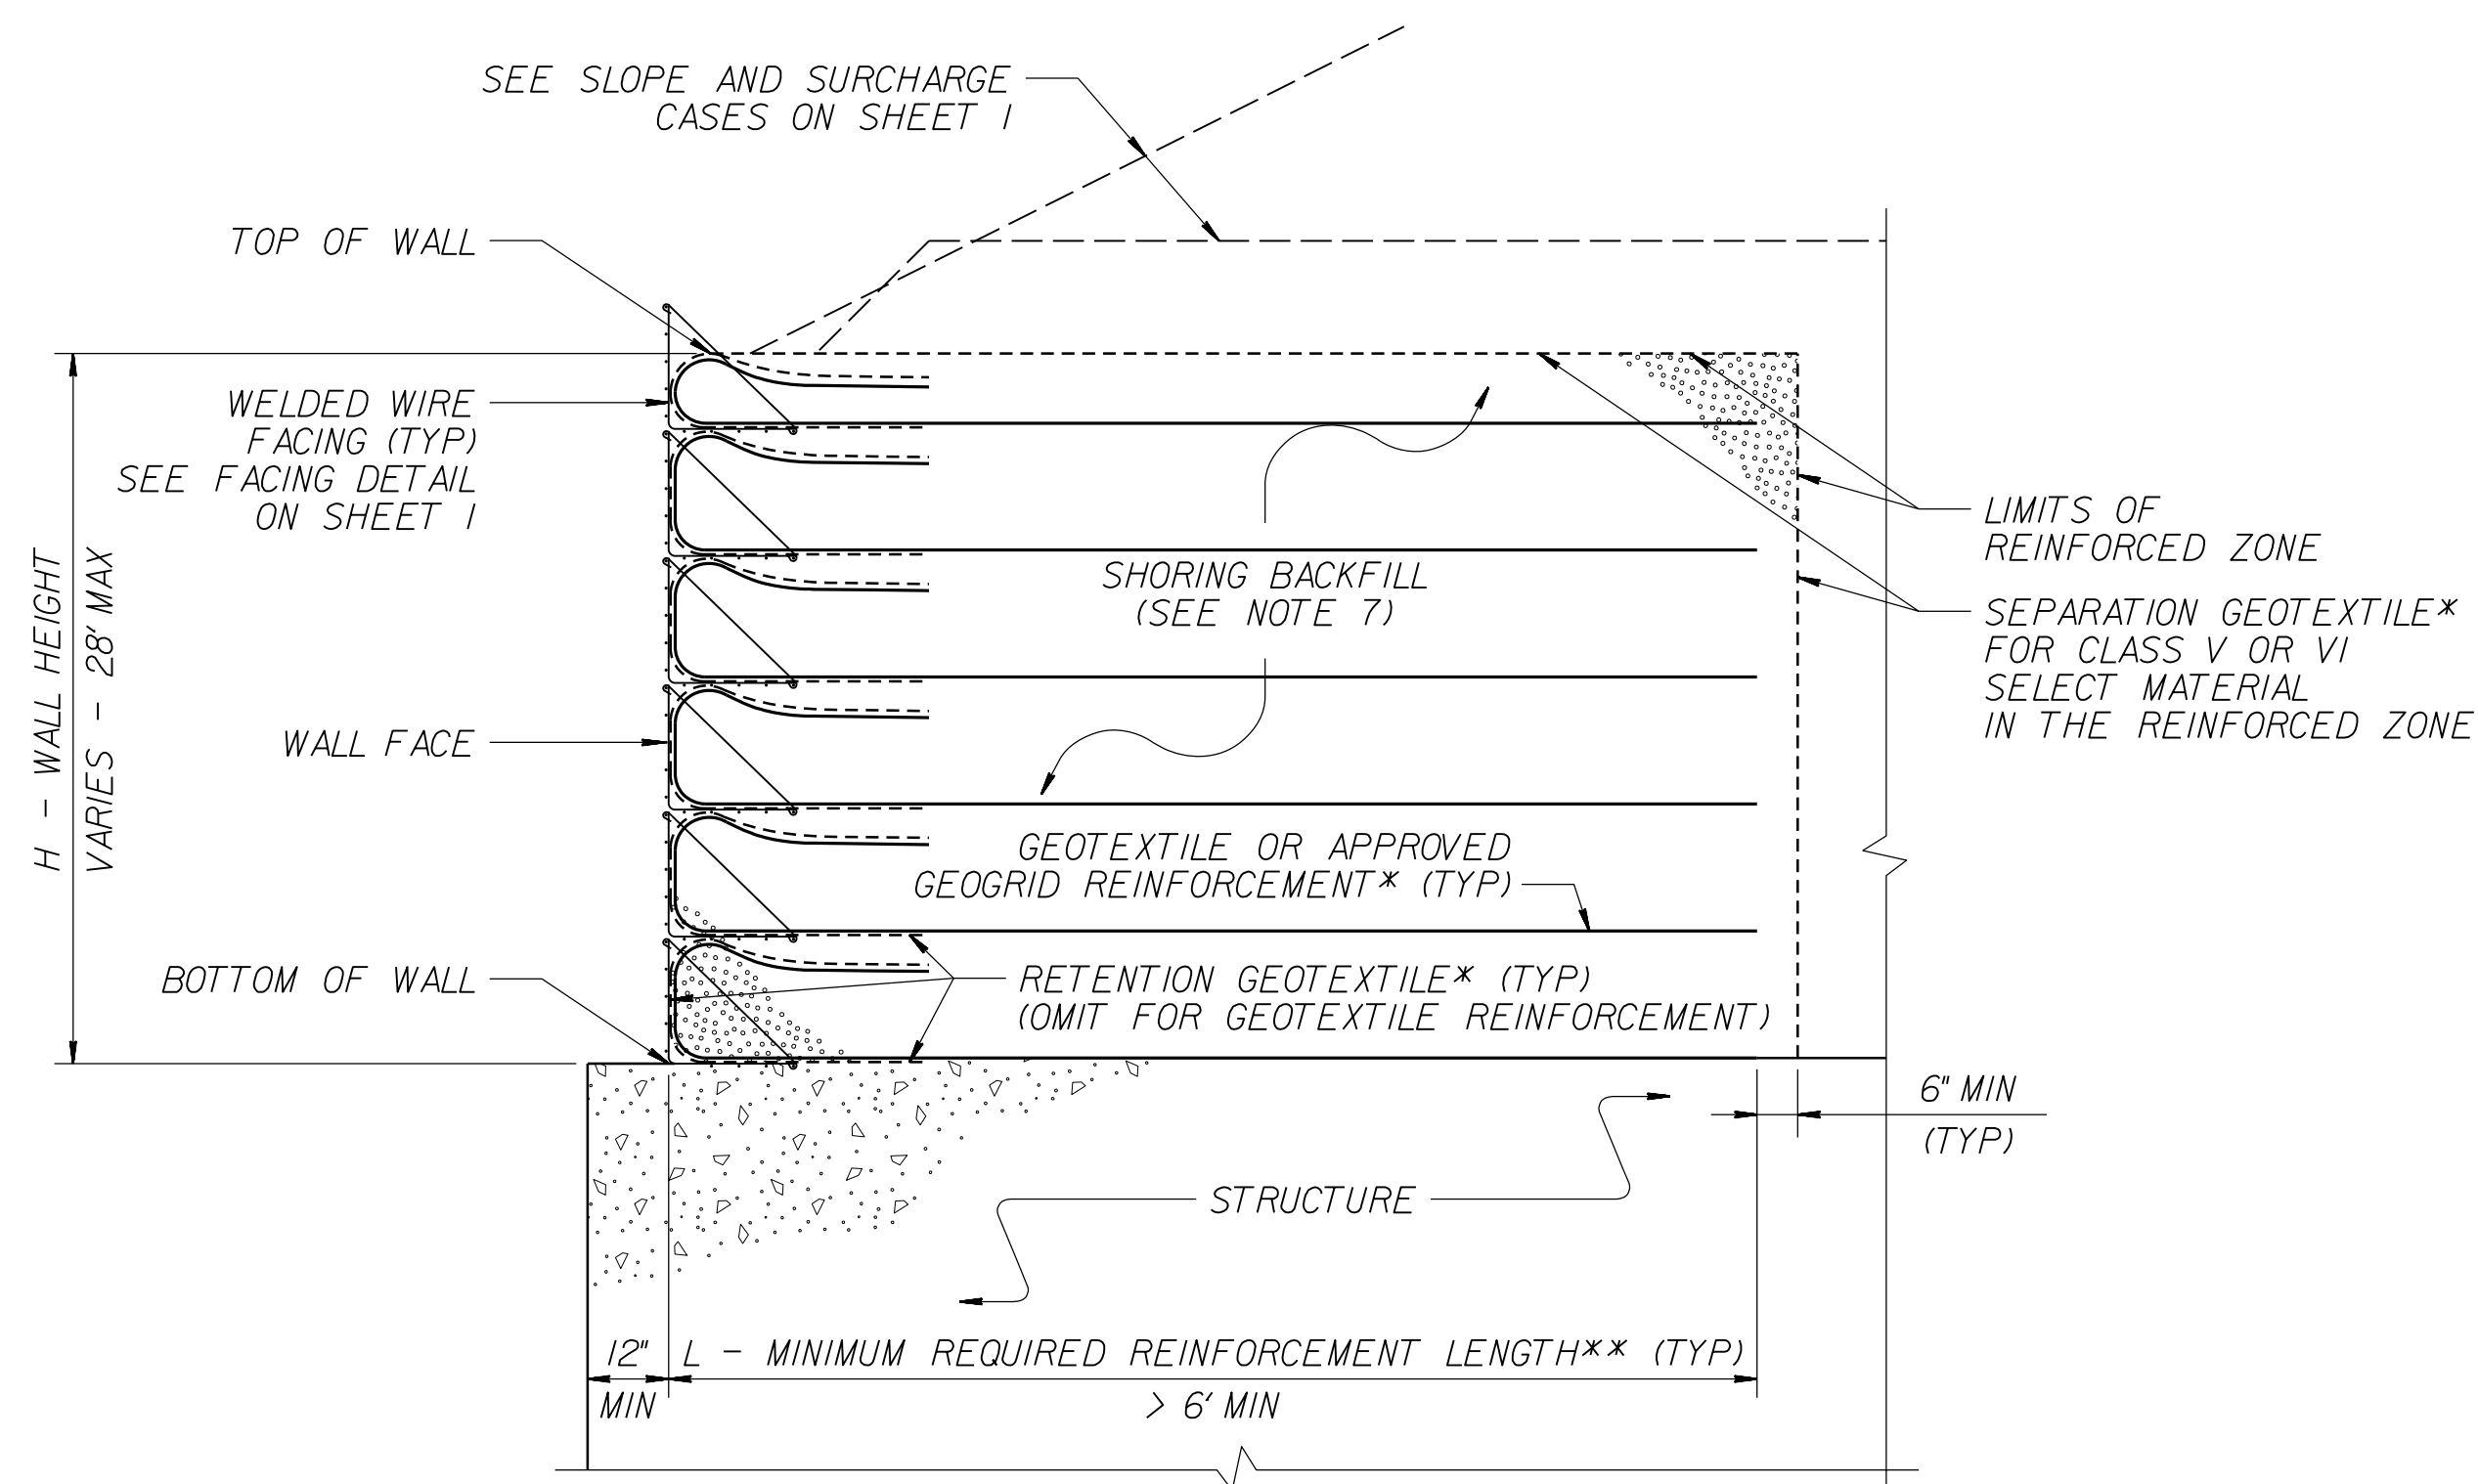 SEE SLOPE AND SURCHARGE
CASES ON SHEET 1
TOP OF WALL
WELDED WIRE
FACING (TYP)
SEE FACING DETAIL
ON SHEET 1
H - WALL HEIGHT
VARIES - 28' MAX
WALL FACE
BOTTOM OF WALL
SHORING BACKFILL
(SEE NOTE 7)
LIMITS OF
REINFORCED ZONE
SEPARATION GEOTEXTILE*
FOR CLASS V OR VI
SELECT MATERIAL
IN THE REINFORCED ZONE
GEOTEXTILE OR APPROVED
GEOGRID REINFORCEMENT* (TYP)
RETENTION GEOTEXTILE* (TYP)
(OMIT FOR GEOTEXTILE REINFORCEMENT)
6" MIN
(TYP)
STRUCTURE
12"
MIN
L - MINIMUM REQUIRED REINFORCEMENT LENGTH** (TYP)
> 6' MIN